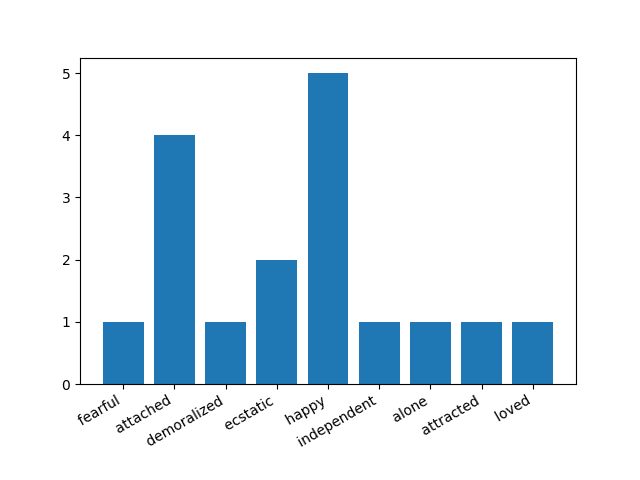 5
4
3
2
1
0
fearful
attached
demoralized
ecstatic
happy
independent
alone
attracted
loved